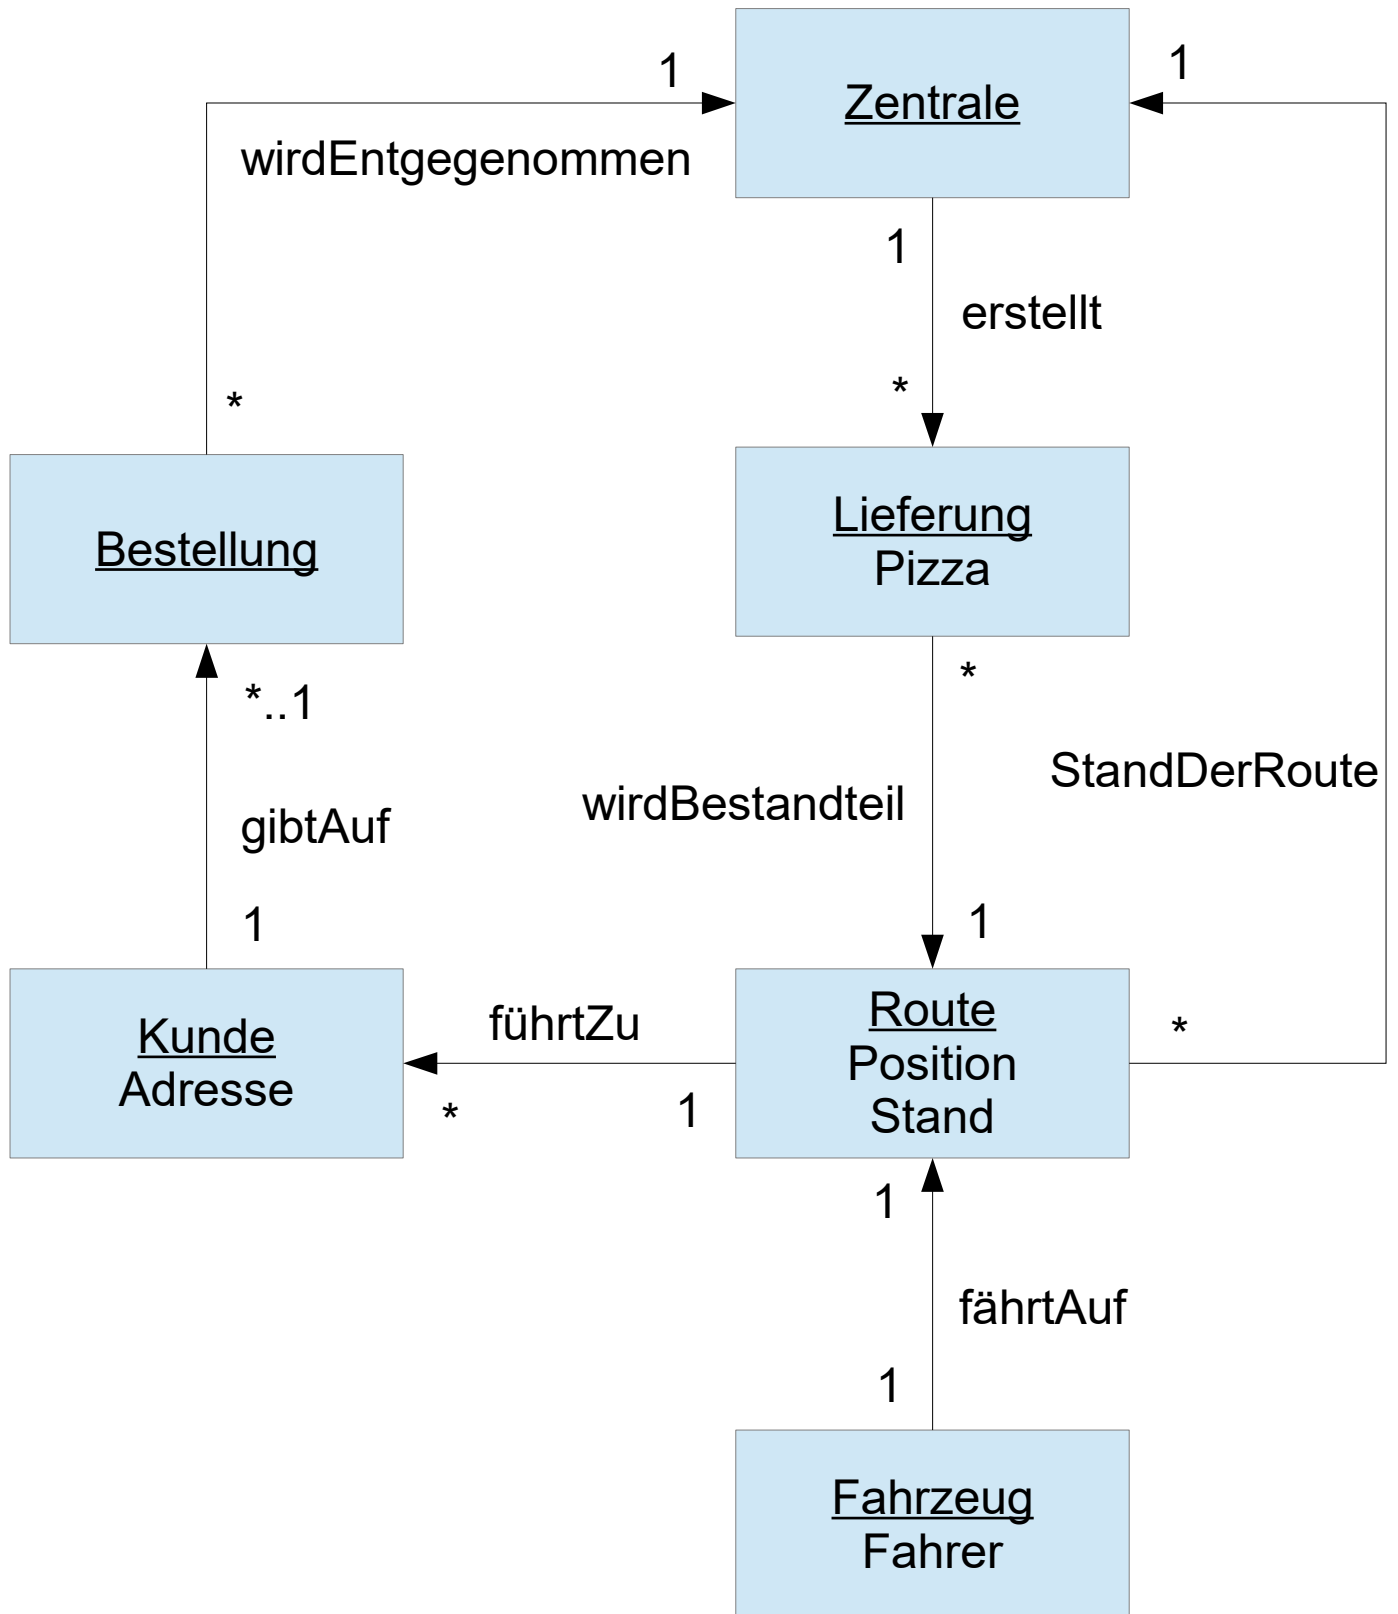 1
1
Zentrale
wirdEntgegenommen
1
erstellt
*
*
Lieferung
Pizza
Bestellung
*
*..1
StandDerRoute
wirdBestandteil
gibtAuf
1
1
Route
Position
Stand
führtZu
*
Kunde
Adresse
*
1
1
fährtAuf
1
Fahrzeug
Fahrer